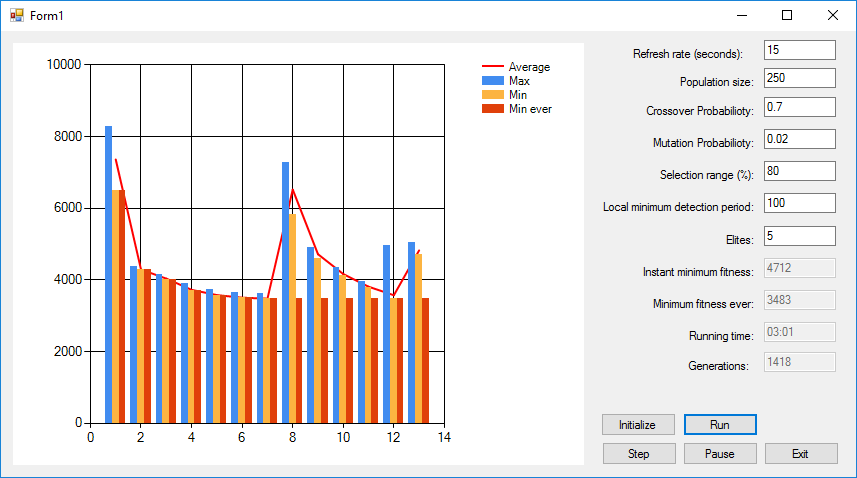 Form1
10000
8000
6000
4000
2000
0
0 2 4 6 8 10 12 14
Average
Max
Min
Min ever
Refresh rate (seconds): 15
Population size: 250
Crossover Probabilioty: 0.7
Mutation Probabilioty: 0.02
Selection range (%): 80
Local minimum detection period: 100
Elites: 5
Instant minimum fitness: 4712
Minimum fitness ever: 3483
Running time: 03:01
Generations: 1418
Initialize Run
Step Pause Exit